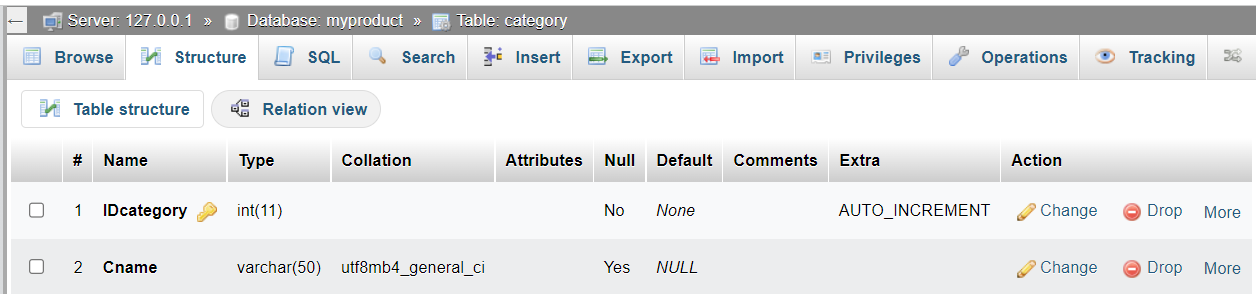 ← Server: 127.0.0.1 » Database: myproduct » Table: category
Browse Structure SQL Search Insert Export Import Privileges Operations Tracking
Table structure Relation view
# Name Type Collation Attributes Null Default Comments Extra Action
1 IDcategory int(11) No None AUTO_INCREMENT Change Drop More
2 Cname varchar(50) utf8mb4_general_ci Yes NULL Change Drop More